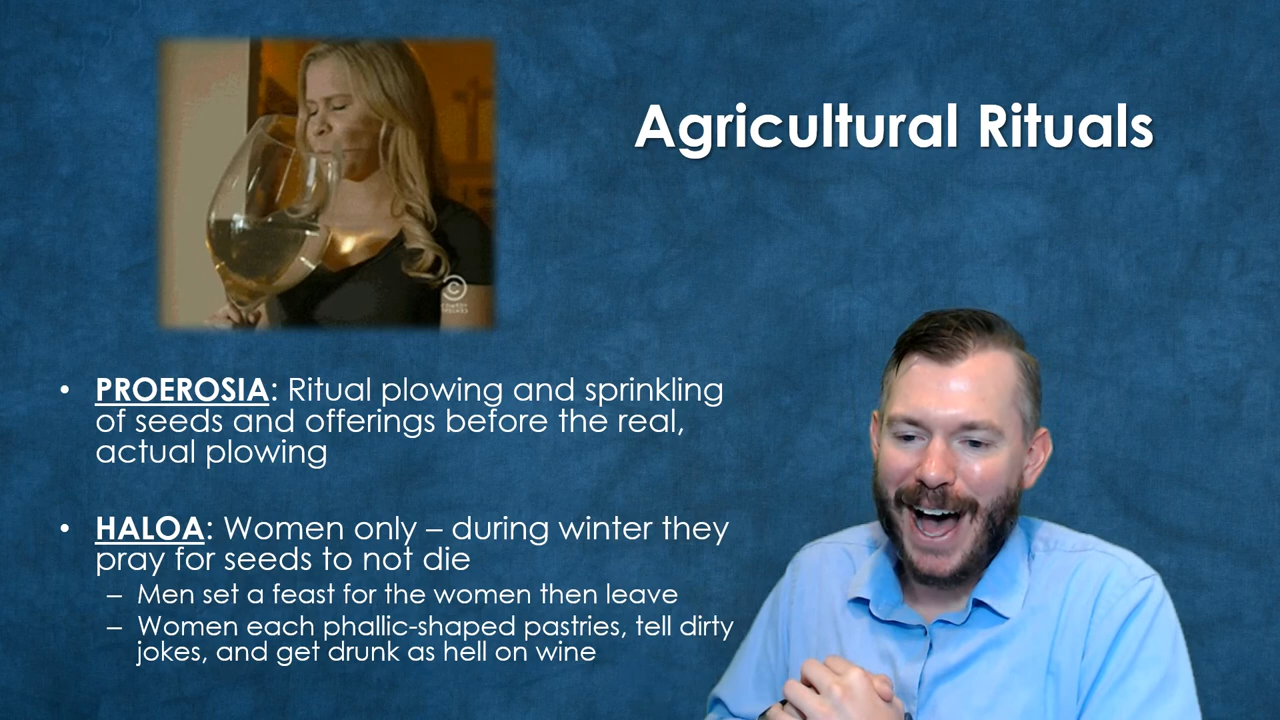 Agricultural Rituals
• PROEROSIA: Ritual plowing and sprinkling
of seeds and offerings before the real,
actual plowing
• HALOA: Women only – during winter they
pray for seeds to not die
– Men set a feast for the women then leave
– Women each phallic-shaped pastries, tell dirty
jokes, and get drunk as hell on wine